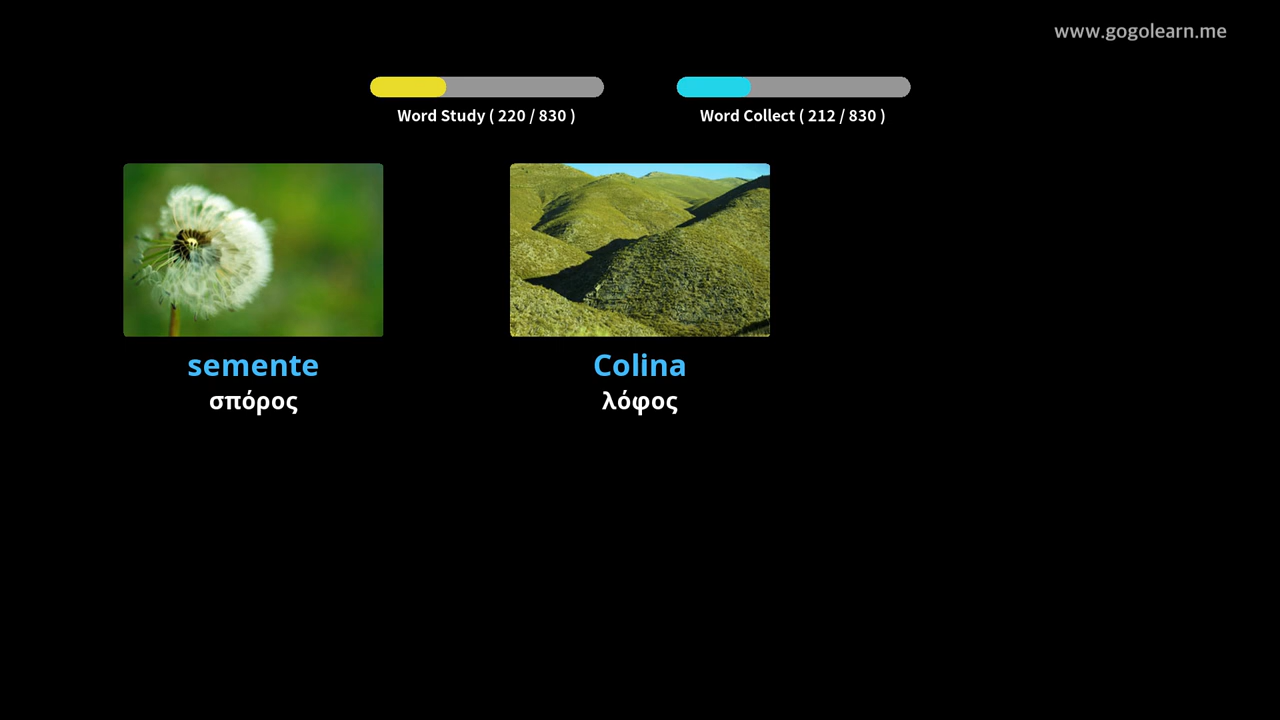 www.gogolearn.me
Word Study ( 220 / 830 )
Word Collect ( 212 / 830 )
semente
σπόρος
Colina
λόφος